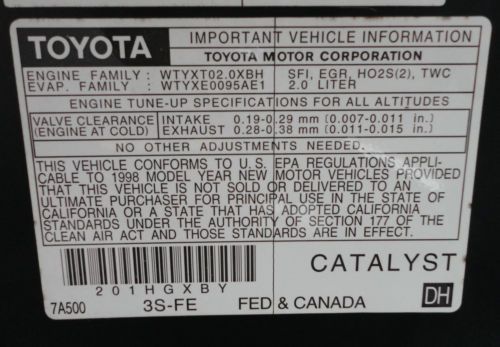 TOYOTA IMPORTANT VEHICLE INFORMATION
TOYOTA MOTOR CORPORATION
ENGINE FAMILY : WTYXT02.0XBH SFI, EGR, HO2S(2), TWC
EVAP. FAMILY : WTYXE0095AE1 2.0 LITER
ENGINE TUNE-UP SPECIFICATIONS FOR ALL ALTITUDES
VALVE CLEARANCE INTAKE 0.19-0.29 mm (0.007-0.011 in.)
(ENGINE AT COLD) EXHAUST 0.28-0.38 mm (0.011-0.015 in.)
NO OTHER ADJUSTMENTS NEEDED.
THIS VEHICLE CONFORMS TO U.S. EPA REGULATIONS APPLI-
CABLE TO 1998 MODEL YEAR NEW MOTOR VEHICLES PROVIDED
THAT THIS VEHICLE IS NOT SOLD OR DELIVERED TO AN
ULTIMATE PURCHASER FOR PRINCIPAL USE IN THE STATE OF
CALIFORNIA OR A STATE THAT HAS ADOPTED CALIFORNIA
STANDARDS UNDER THE AUTHORITY OF SECTION 177 OF THE
CLEAN AIR ACT AND THOSE STANDARDS ARE IN EFFECT.
201HGXBY CATALYST
7A500 3S-FE FED & CANADA DH